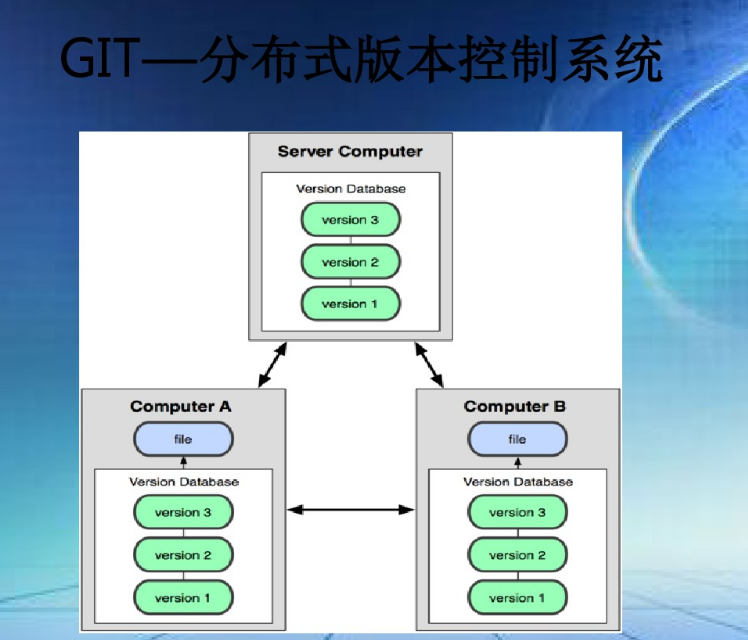 GIT—分布式版本控制系统
Server Computer
Version Database
version 3
version 2
version 1
Computer A
file
Version Database
version 3
version 2
version 1
Computer B
file
Version Database
version 3
version 2
version 1